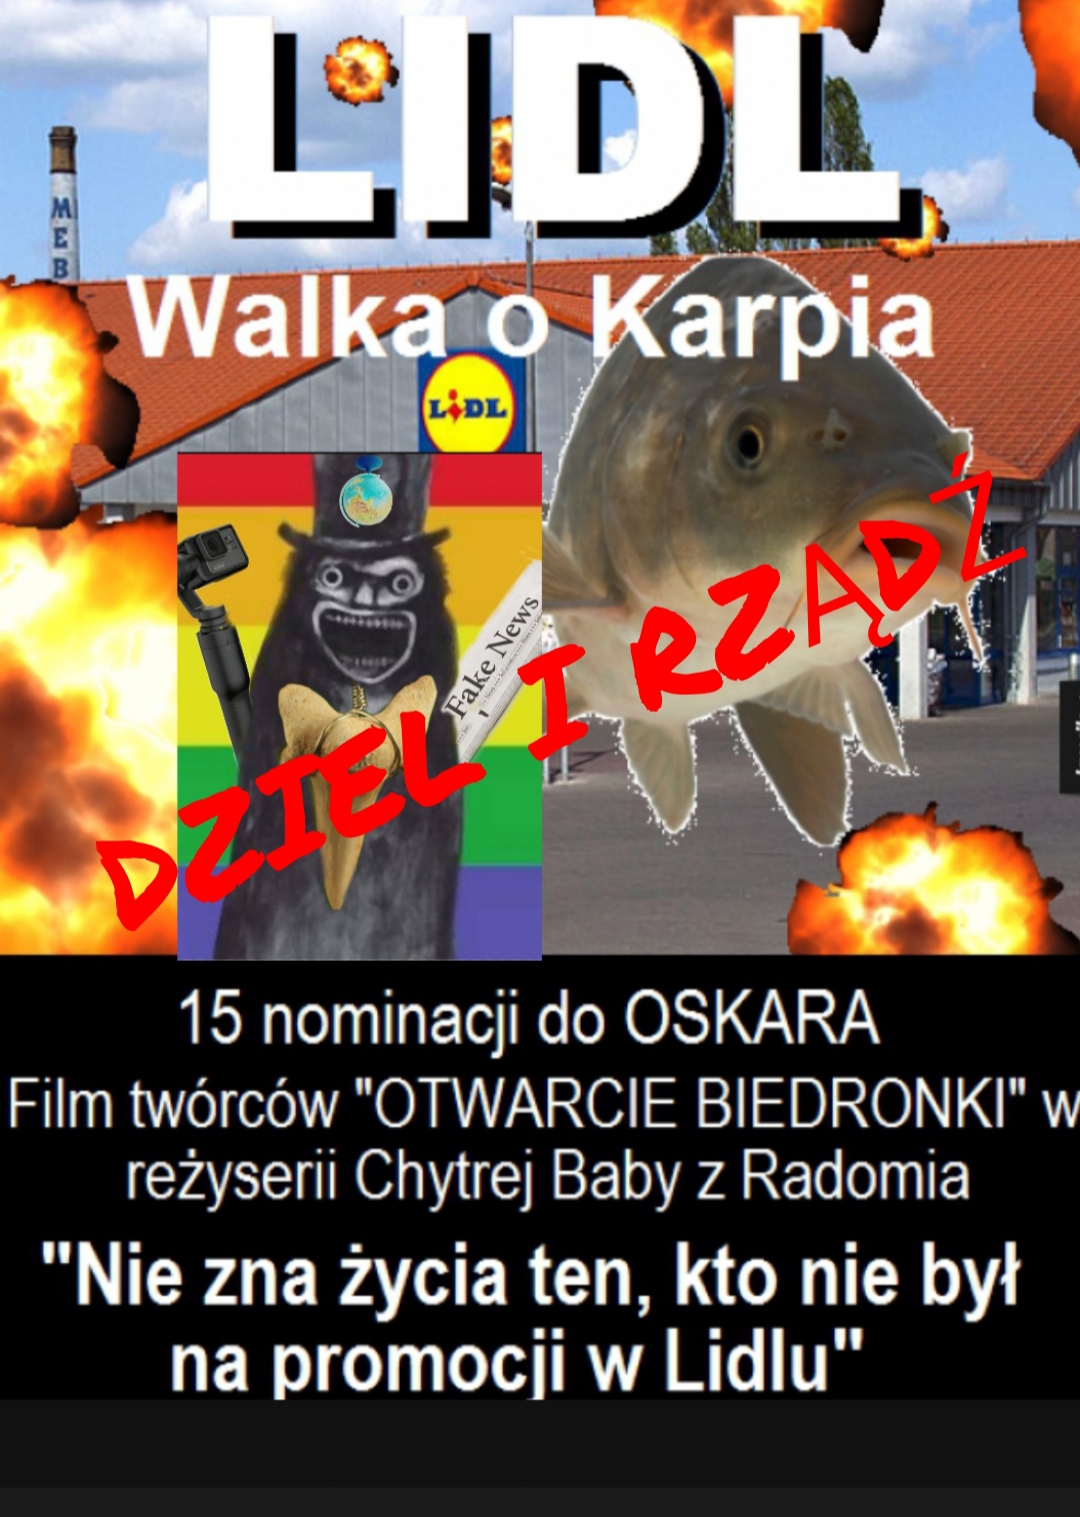 LIDL
MEB
Walka o Karpia
LIDL
Fake News
DZIEL I RZĄDŹ
15 nominacji do OSKARA
Film twórców "OTWARCIE BIEDRONKI" w
reżyserii Chytrej Baby z Radomia
"Nie zna życia ten, kto nie był
na promocji w Lidlu"